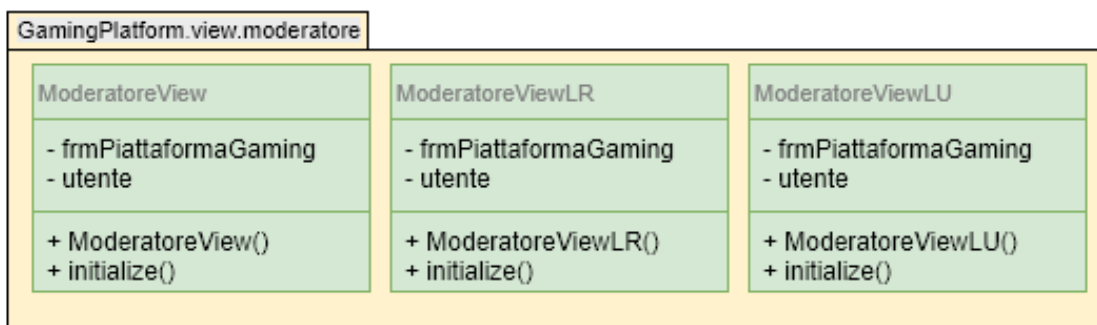 GamingPlatform.view.moderatore
ModeratoreView
- frmPiattaformaGaming
- utente
+ ModeratoreView()
+ initialize()
ModeratoreViewLR
- frmPiattaformaGaming
- utente
+ ModeratoreViewLR()
+ initialize()
ModeratoreViewLU
- frmPiattaformaGaming
- utente
+ ModeratoreViewLU()
+ initialize()